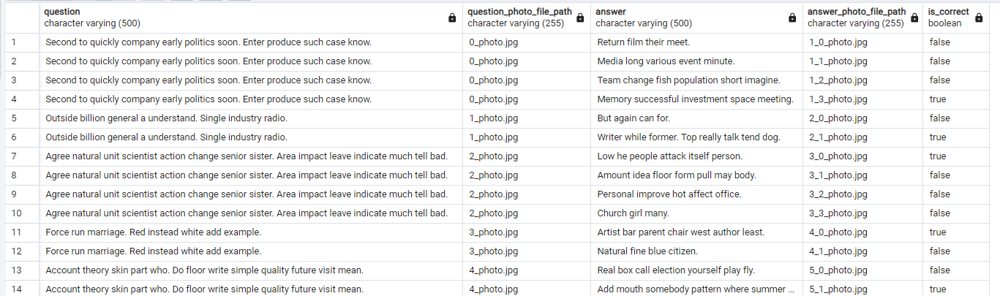 question question_photo_file_path answer answer_photo_file_path is_correct
character varying (500) character varying (255) character varying (500) character varying (255) boolean
1 Second to quickly company early politics soon. Enter produce such case know. 0_photo.jpg Return film their meet. 1_0_photo.jpg false
2 Second to quickly company early politics soon. Enter produce such case know. 0_photo.jpg Media long various event minute. 1_1_photo.jpg false
3 Second to quickly company early politics soon. Enter produce such case know. 0_photo.jpg Team change fish population short imagine. 1_2_photo.jpg false
4 Second to quickly company early politics soon. Enter produce such case know. 0_photo.jpg Memory successful investment space meeting. 1_3_photo.jpg true
5 Outside billion general a understand. Single industry radio. 1_photo.jpg But again can for. 2_0_photo.jpg false
6 Outside billion general a understand. Single industry radio. 1_photo.jpg Writer while former. Top really talk tend dog. 2_1_photo.jpg true
7 Agree natural unit scientist action change senior sister. Area impact leave indicate much tell bad. 2_photo.jpg Low he people attack itself person. 3_0_photo.jpg true
8 Agree natural unit scientist action change senior sister. Area impact leave indicate much tell bad. 2_photo.jpg Amount idea floor form pull may body. 3_1_photo.jpg false
9 Agree natural unit scientist action change senior sister. Area impact leave indicate much tell bad. 2_photo.jpg Personal improve hot affect office. 3_2_photo.jpg false
10 Agree natural unit scientist action change senior sister. Area impact leave indicate much tell bad. 2_photo.jpg Church girl many. 3_3_photo.jpg false
11 Force run marriage. Red instead white add example. 3_photo.jpg Artist bar parent chair west author least. 4_0_photo.jpg true
12 Force run marriage. Red instead white add example. 3_photo.jpg Natural fine blue citizen. 4_1_photo.jpg false
13 Account theory skin part who. Do floor write simple quality future visit mean. 4_photo.jpg Real box call election yourself play fly. 5_0_photo.jpg false
14 Account theory skin part who. Do floor write simple quality future visit mean. 4_photo.jpg Add mouth somebody pattern where summer ... 5_1_photo.jpg true